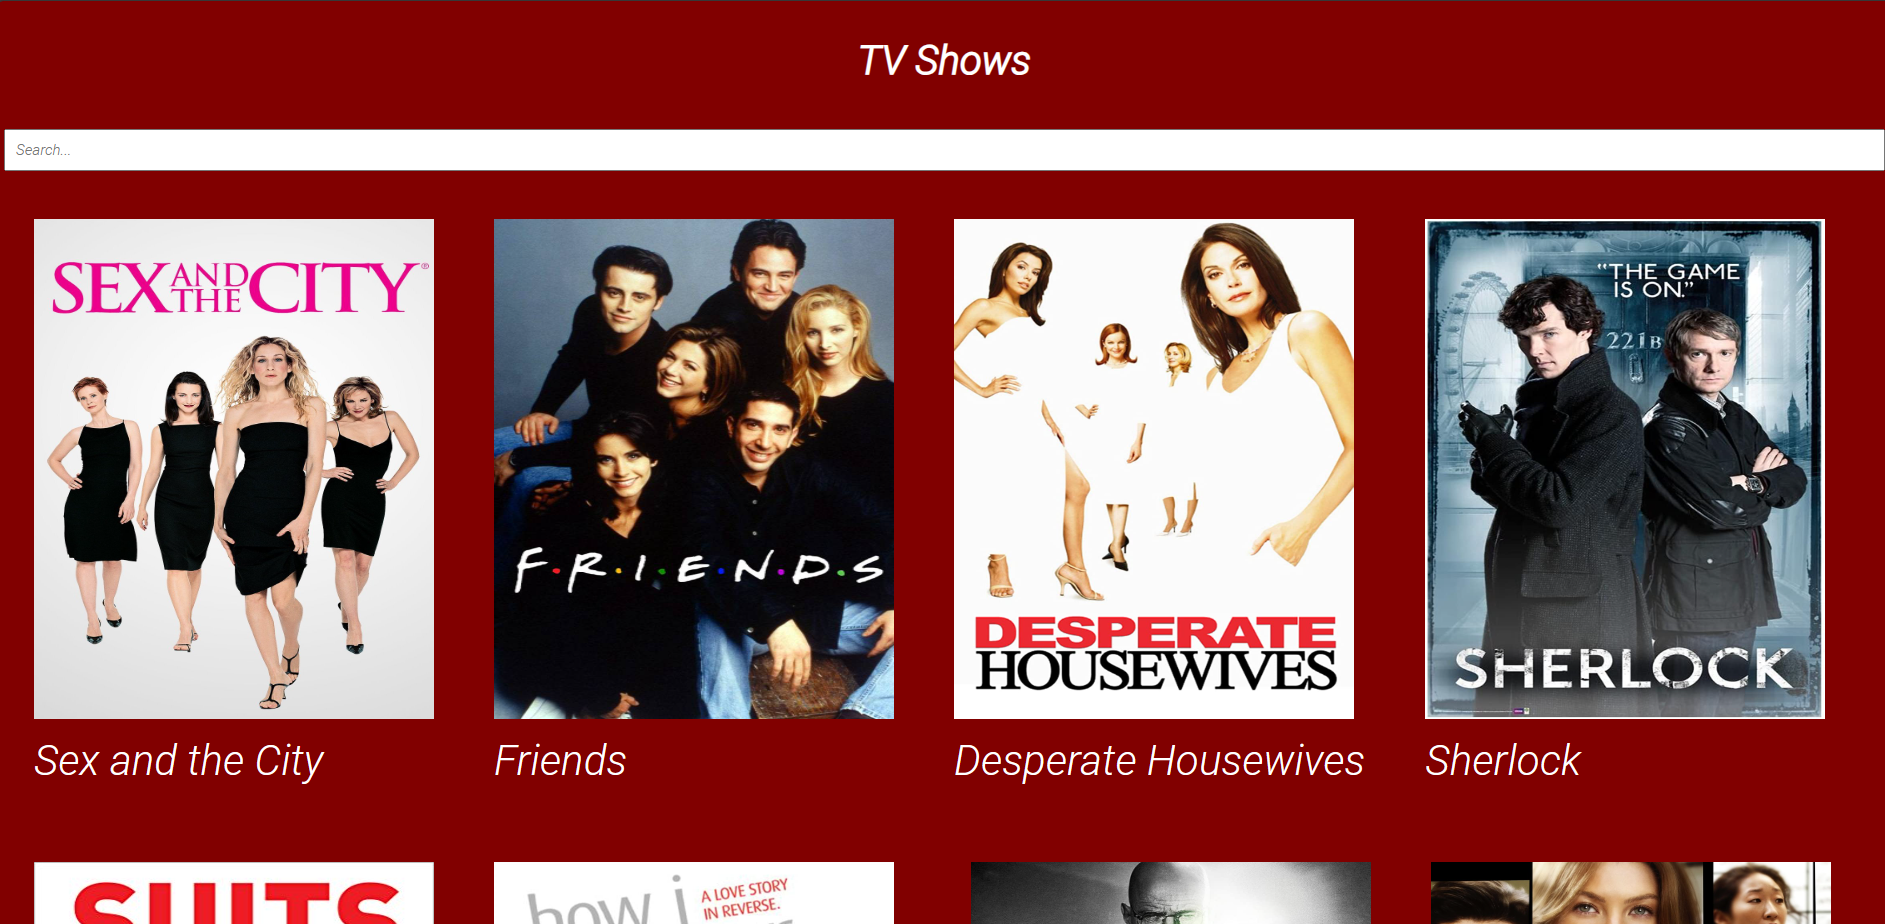 TV Shows
Search...
SEX AND THE CITY®
F·R·I·E·N·D·S
DESPERATE
HOUSEWIVES
"THE GAME
IS ON."
221B
SHERLOCK
Sex and the City
Friends
Desperate Housewives
Sherlock
SUITS
how i
A LOVE STORY
IN REVERSE.